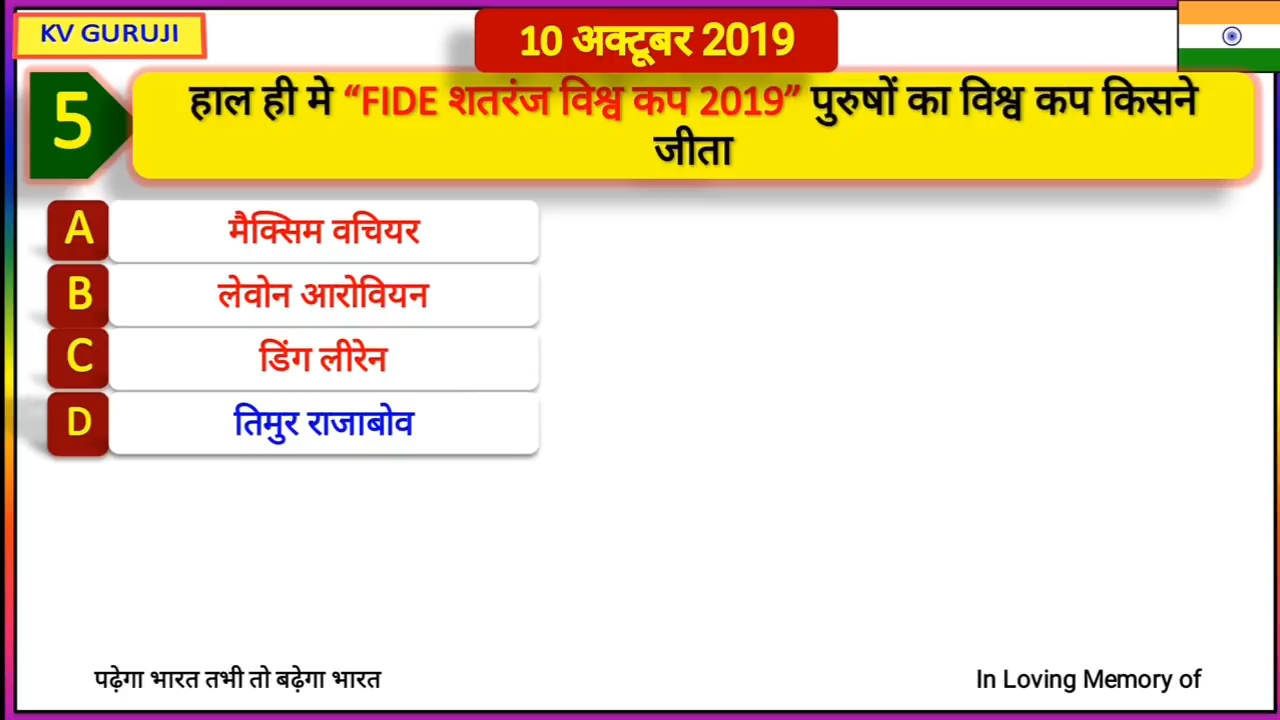 KV GURUJI
10 अक्टूबर 2019
5
हाल ही मे “FIDE शतरंज विश्व कप 2019” पुरुषों का विश्व कप किसने
जीता
A मैक्सिम वचियर
B लेवोन आरोवियन
C डिंग लीरेन
D तिमुर राजाबोव
पढ़ेगा भारत तभी तो बढ़ेगा भारत
In Loving Memory of